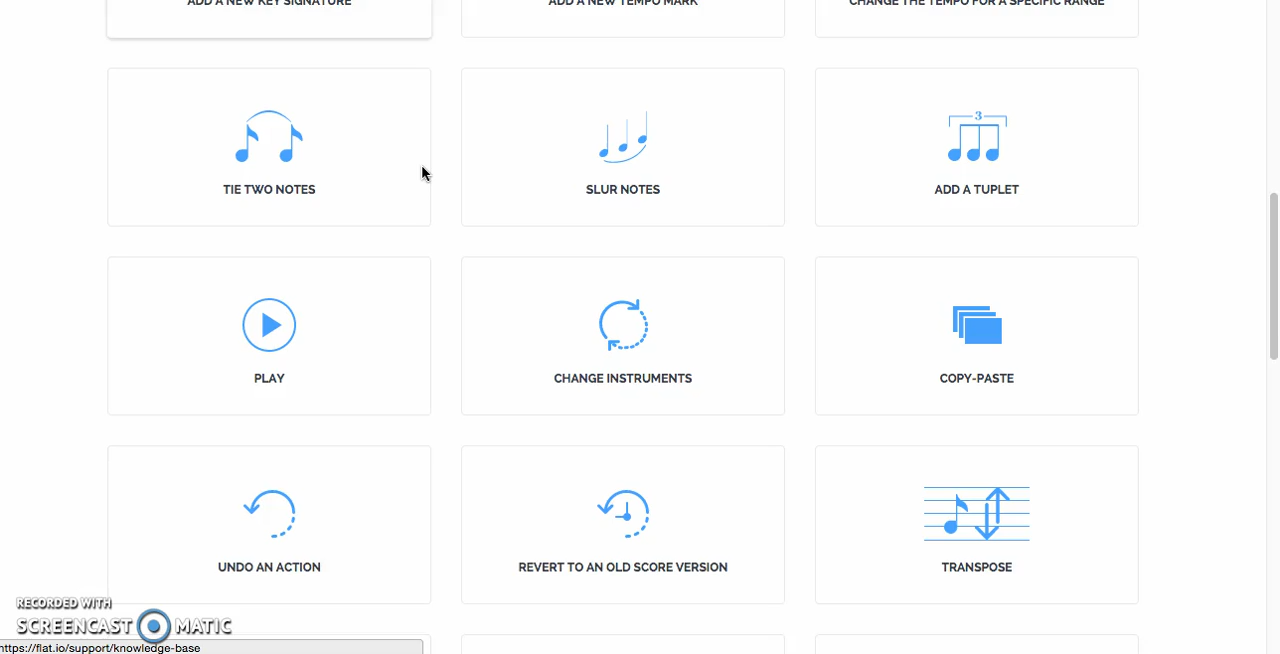 ADD A NEW KEY SIGNATURE
ADD A NEW TEMPO MARK
CHANGE THE TEMPO FOR A SPECIFIC RANGE
TIE TWO NOTES
SLUR NOTES
3
ADD A TUPLET
PLAY
CHANGE INSTRUMENTS
COPY-PASTE
UNDO AN ACTION
REVERT TO AN OLD SCORE VERSION
TRANSPOSE
RECORDED WITH
SCREENCAST MATIC
https://flat.io/support/knowledge-base